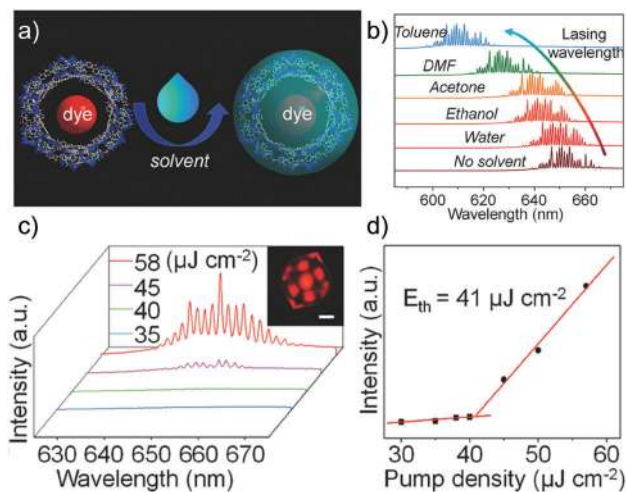 a)
dye
solvent
dye
b)
Toluene
Lasing
wavelength
DMF
Acetone
Ethanol
Water
No solvent
600 620 640 660
Wavelength (nm)
c)
58 (μJ cm⁻²)
45
40
35
Intensity (a.u.)
630 640 650 660 670
Wavelength (nm)
d)
Eth = 41 μJ cm⁻²
Intensity (a.u.)
30 40 50 60
Pump density (μJ cm⁻²)